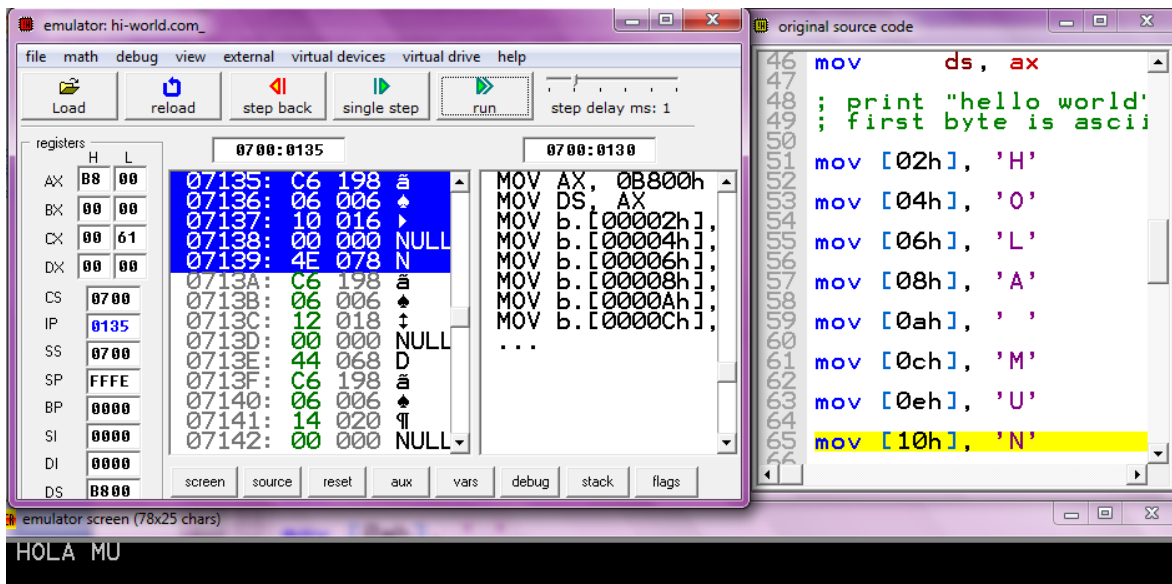 emulator: hi-world.com_
file math debug view external virtual devices virtual drive help
Load reload step back single step run step delay ms: 1
registers
H L
0700:0135 0700:0130
AX B8 00
BX 00 00
CX 00 61
DX 00 00
CS 0700
IP 0135
SS 0700
SP FFFE
BP 0000
SI 0000
DI 0000
DS B800
07135: C6 198 ã
07136: 06 006 ♠
07137: 10 016 ►
07138: 00 000 NULL
07139: 4E 078 N
0713A: C6 198 ã
0713B: 06 006 ♠
0713C: 12 018 ↕
0713D: 00 000 NULL
0713E: 44 068 D
0713F: C6 198 ã
07140: 06 006 ♠
07141: 14 020 ¶
07142: 00 000 NULL
MOV AX, 0B800h
MOV DS, AX
MOV b.[00002h],
MOV b.[00004h],
MOV b.[00006h],
MOV b.[00008h],
MOV b.[0000Ah],
MOV b.[0000Ch],
...
screen source reset aux vars debug stack flags
original source code
46 mov ds, ax
47
48 ; print "hello world"
49 ; first byte is ascii
50
51 mov [02h], 'H'
52
53 mov [04h], 'O'
54
55 mov [06h], 'L'
56
57 mov [08h], 'A'
58
59 mov [0ah], ' '
60
61 mov [0ch], 'M'
62
63 mov [0eh], 'U'
64
65 mov [10h], 'N'
66
emulator screen (78x25 chars)
HOLA MU